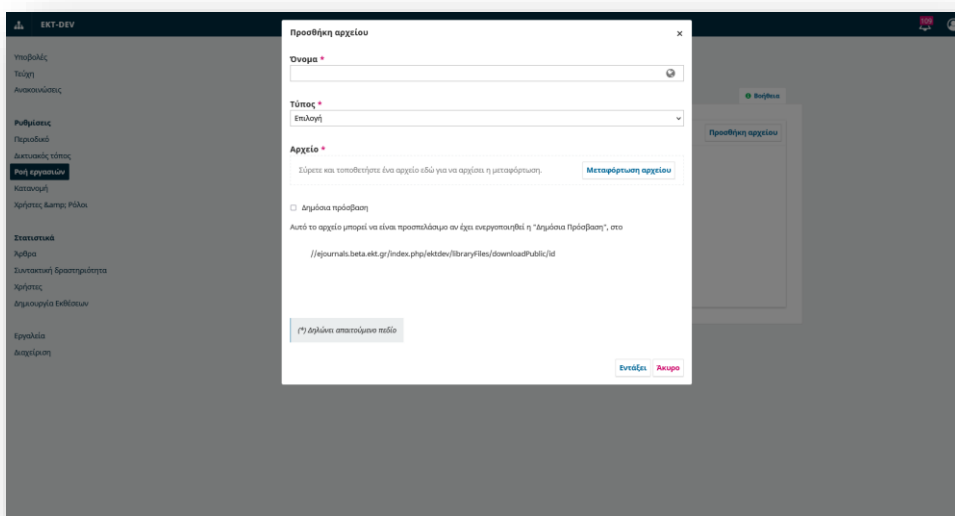 EKT-DEV
109
Υποβολές
Τεύχη
Ανακοινώσεις
Ρυθμίσεις
Περιοδικό
Δικτυακός τόπος
Ροή εργασιών
Κατανομή
Χρήστες &amp; Ρόλοι
Στατιστικά
Άρθρα
Συντακτική δραστηριότητα
Χρήστες
Δημιουργία Εκθέσεων
Εργαλεία
Διαχείριση
Προσθήκη αρχείου
×
Όνομα *
Τύπος *
Επιλογή
Αρχείο *
Σύρετε και τοποθετήστε ένα αρχείο εδώ για να αρχίσει η μεταφόρτωση.
Μεταφόρτωση αρχείου
Δημόσια πρόσβαση
Αυτό το αρχείο μπορεί να είναι προσπελάσιμο αν έχει ενεργοποιηθεί η "Δημόσια Πρόσβαση", στο
//ejournals.beta.ekt.gr/index.php/ektdev/libraryFiles/downloadPublic/id
(*) Δηλώνει απαιτούμενο πεδίο
Εντάξει Άκυρο
Βοήθεια
Προσθήκη αρχείου